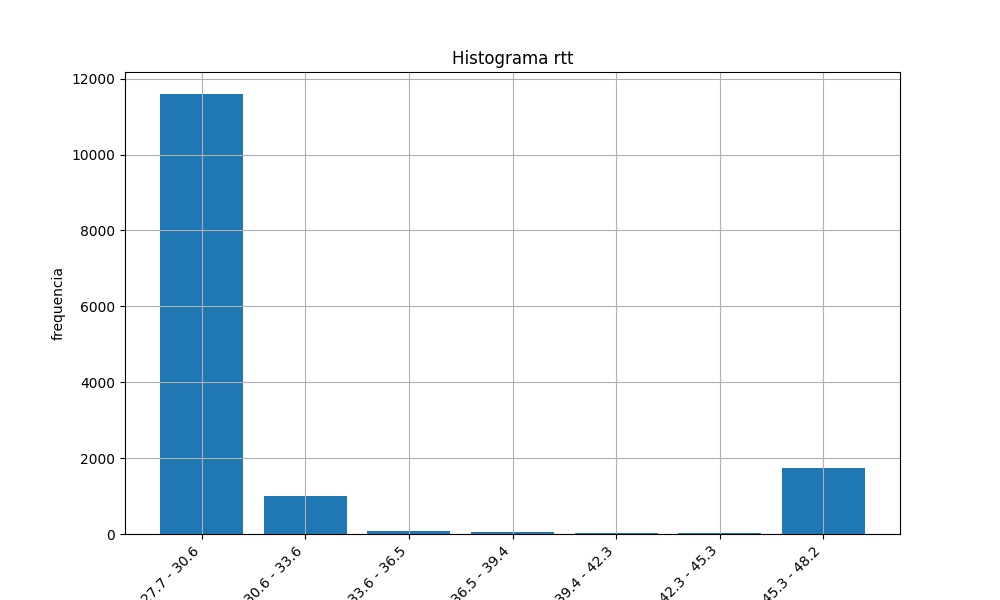 Histograma rtt
12000
10000
8000
6000
4000
2000
0
frequencia
27.7 - 30.6
30.6 - 33.6
33.6 - 36.5
36.5 - 39.4
39.4 - 42.3
42.3 - 45.3
45.3 - 48.2